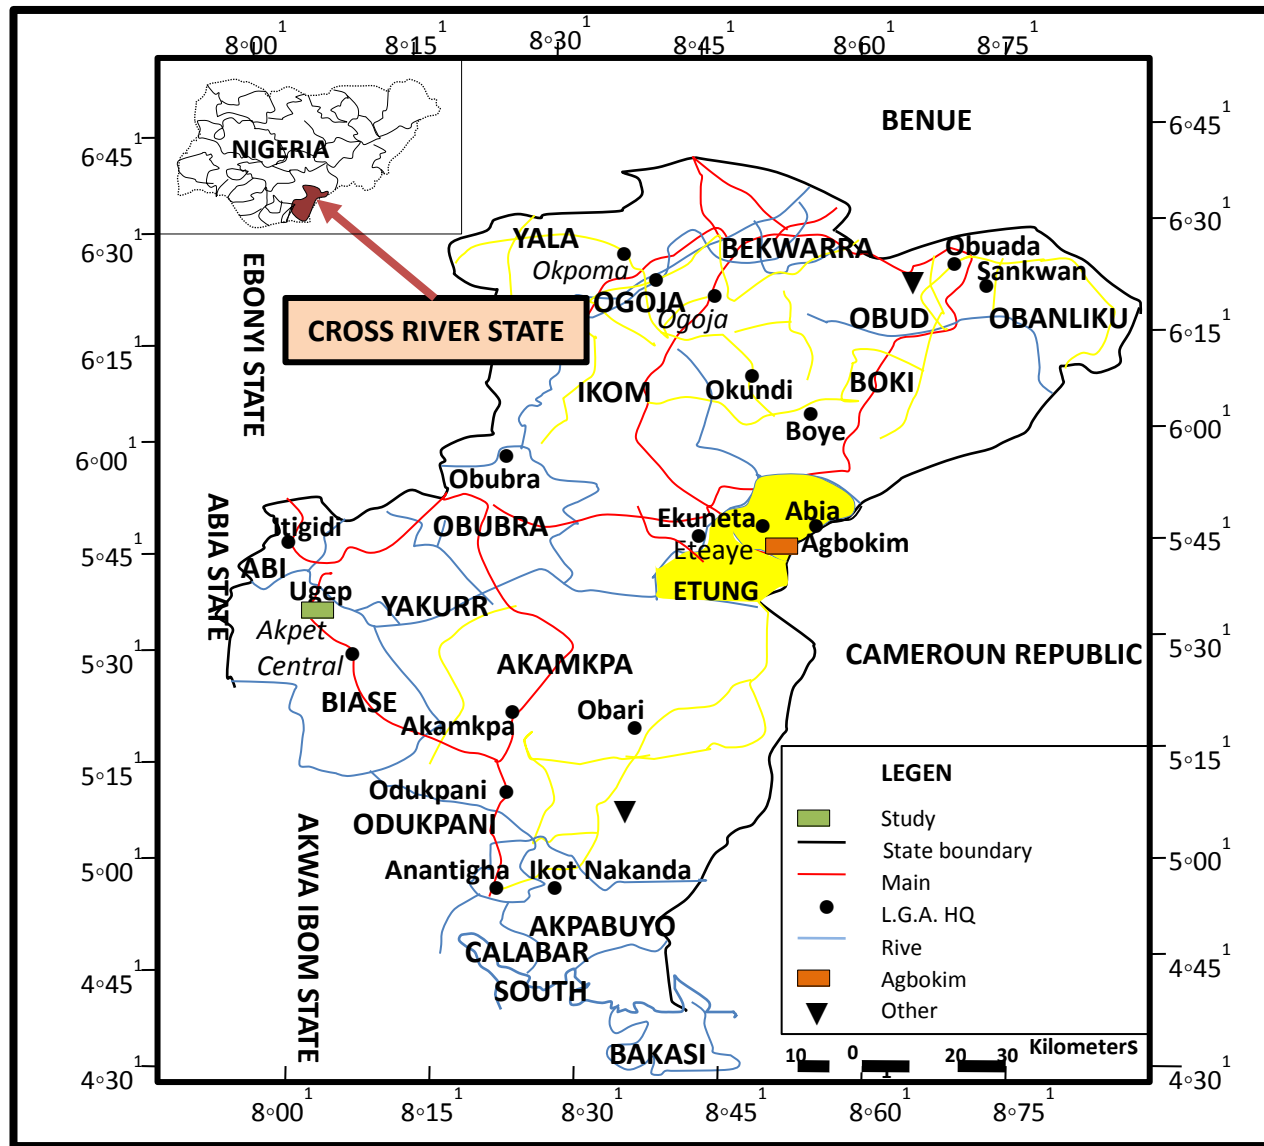 8◦00¹ 8◦15¹ 8◦30¹ 8◦45¹ 8◦60¹ 8◦75¹
NIGERIA
BENUE
6◦45¹ 6◦45¹
6◦30¹ 6◦30¹
YALA
Okpoma
BEKWARRA
Obuada
Sankwan
EBONYI STATE
OGOJA
Ogoja
OBUD
OBANLIKU
CROSS RIVER STATE
6◦15¹ 6◦15¹
IKOM
Okundi
BOKI
Boye
6◦00¹ 6◦00¹
Obubra
ABIA STATE
Itigidi
OBUBRA
Ekuneta
Abia
5◦45¹ 5◦45¹
Eteaye
Agbokim
ABI
Ugep
YAKURR
ETUNG
Akpet
Central
5◦30¹ 5◦30¹
AKAMKPA
CAMEROUN REPUBLIC
BIASE
Obari
Akamkpa
5◦15¹ 5◦15¹
Odukpani
ODUKPANI
AKWA IBOM STATE
5◦00¹ 5◦00¹
Anantigha
Ikot Nakanda
AKPABUYO
CALABAR
SOUTH
4◦45¹ 4◦45¹
BAKASI
4◦30¹ 4◦30¹
LEGEN
Study
State boundary
Main
L.G.A. HQ
Rive
Agbokim
Other
10 0 20 30 Kilometers
1
8◦00¹ 8◦15¹ 8◦30¹ 8◦45¹ 8◦60¹ 8◦75¹